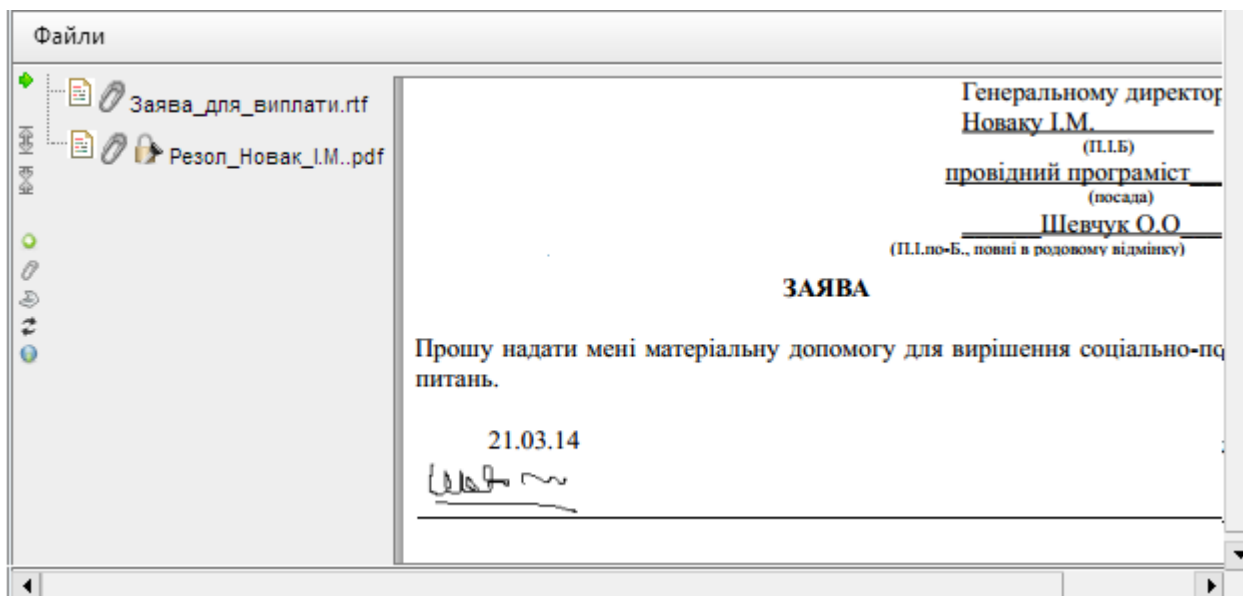 Файли
Заява_для_виплати.rtf
Резол_Новак_І.М..pdf
Генеральному директор
Новаку І.М.
(П.І.Б)
провідний програміст
(посада)
Шевчук О.О
(П.І.по-Б., повні в родовому відмінку)
ЗАЯВА
Прошу надати мені матеріальну допомогу для вирішення соціально-по
питань.
21.03.14